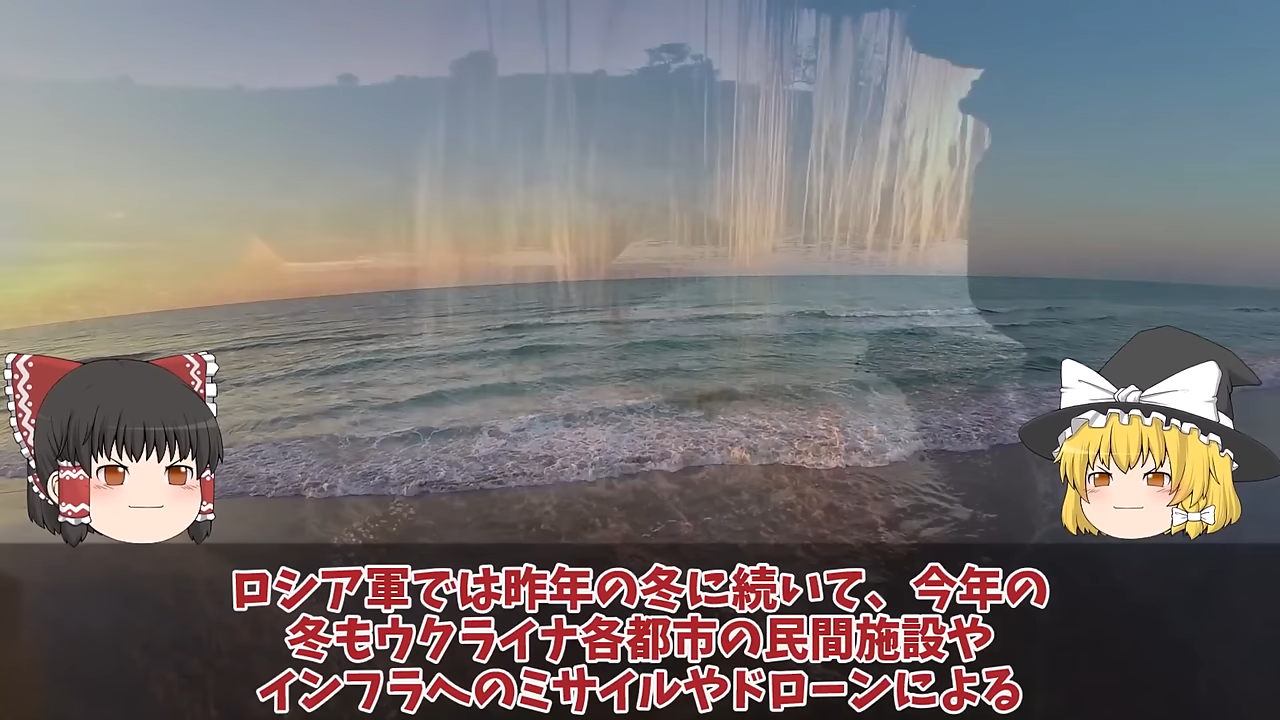 ロシア軍では昨年の冬に続いて、今年の
冬もウクライナ各都市の民間施設や
インフラへのミサイルやドローンによる